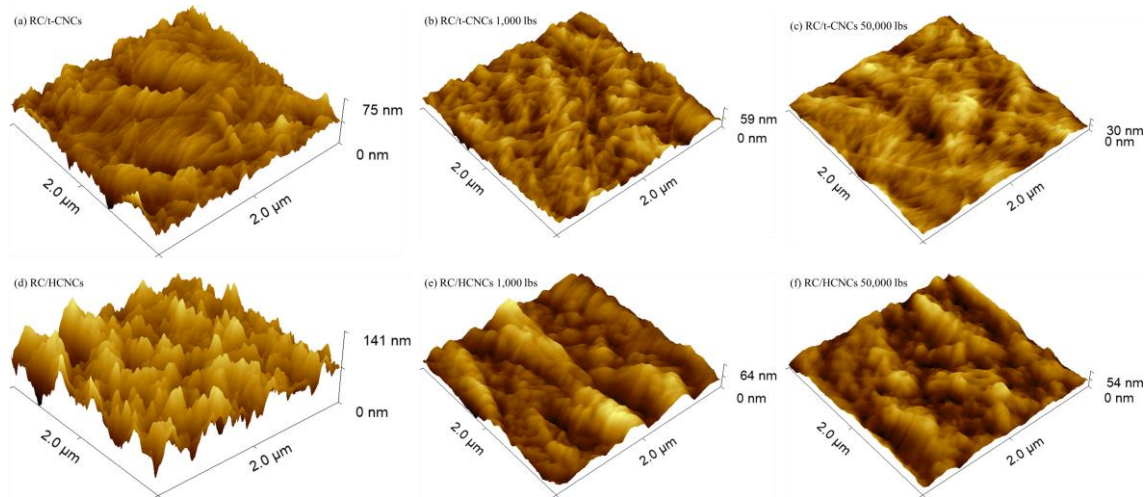 (a) RC/t-CNCs
75 nm
0 nm
2.0 µm
2.0 µm
(b) RC/t-CNCs 1,000 lbs
59 nm
0 nm
2.0 µm
2.0 µm
(c) RC/t-CNCs 50,000 lbs
30 nm
0 nm
2.0 µm
2.0 µm
(d) RC/HCNCs
141 nm
0 nm
2.0 µm
2.0 µm
(e) RC/HCNCs 1,000 lbs
64 nm
0 nm
2.0 µm
2.0 µm
(f) RC/HCNCs 50,000 lbs
54 nm
0 nm
2.0 µm
2.0 µm